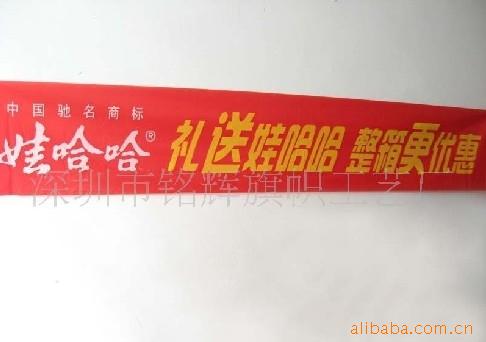 中国驰名商标
娃哈哈® 礼送娃哈哈 整箱更优惠
深圳市铭辉旗帜工艺厂
alibaba.com.cn